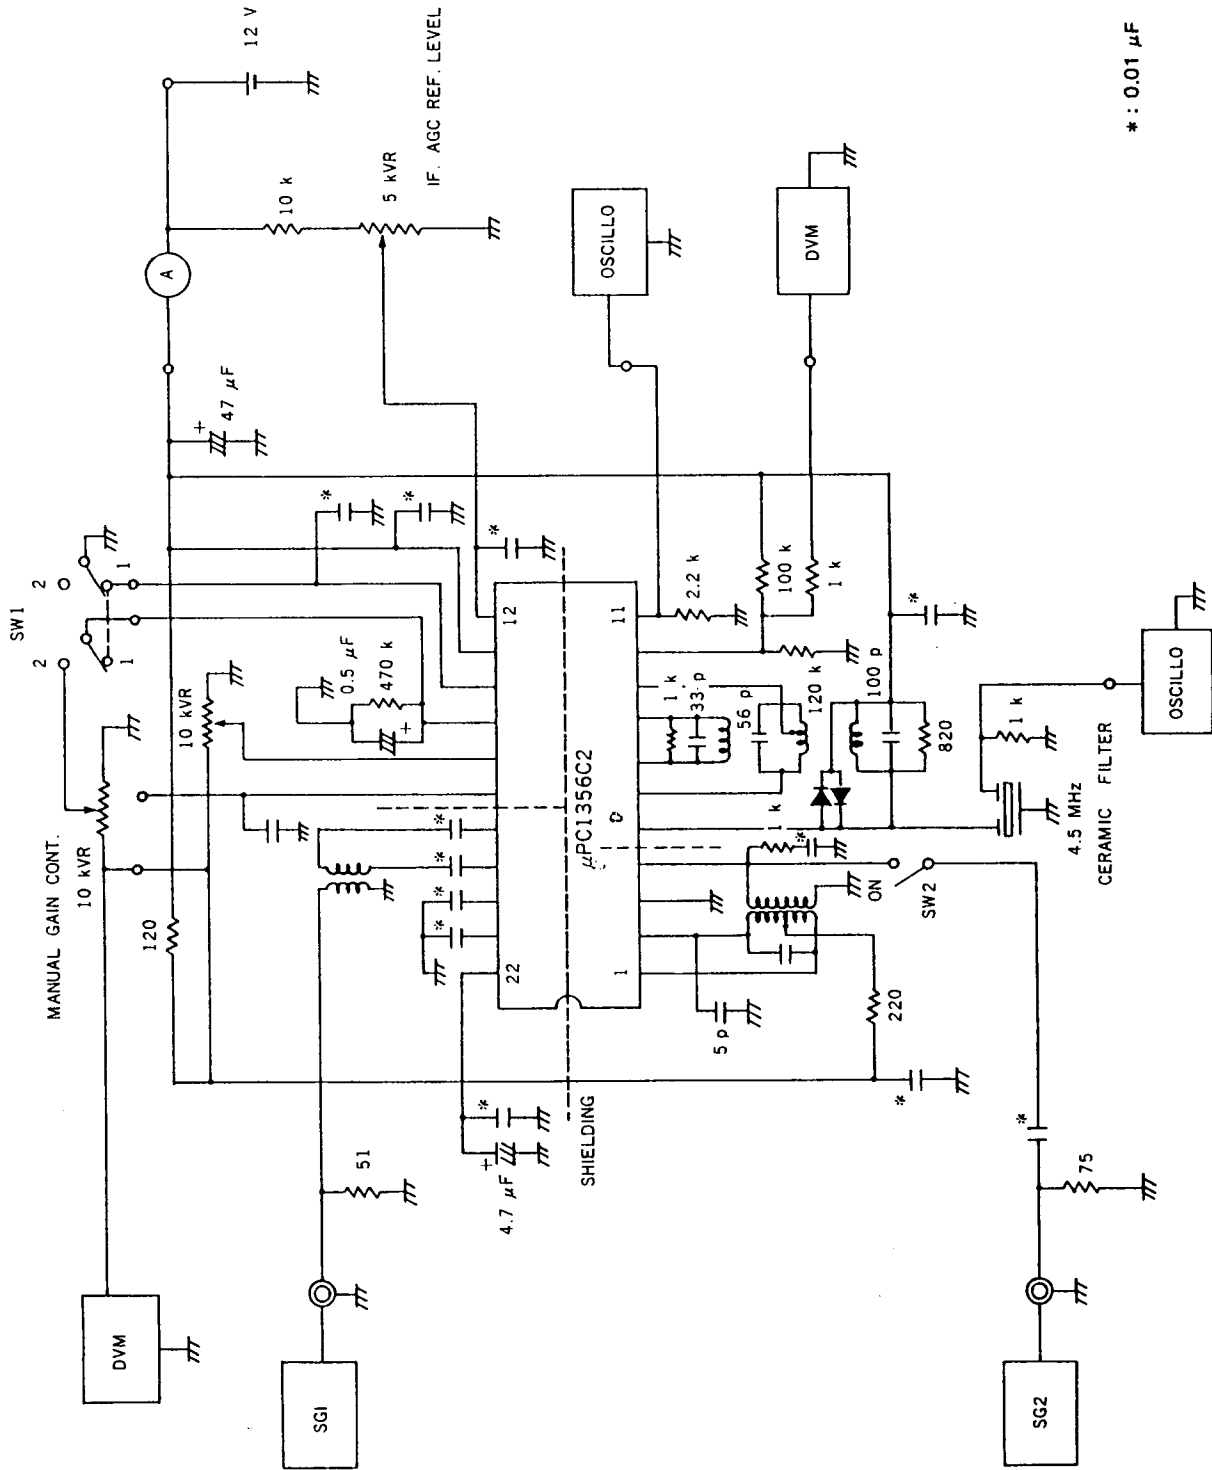 SW1
2
2
1
1
12 V
MANUAL GAIN CONT.
10 kVR
10 kVR
120
+
47 μF
A
10 k
5 kVR
IF. AGC REF. LEVEL
0.5 μF
470 k
+
*
*
*
*
*
*
*
DVM
SG1
51
+
4.7 μF
*
SHIELDING
22
12
μPC1356C2
1
11
2.2 k
OSCILLO
DVM
100 k
1 k
120 k
1 k
33 p
56 p
100 p
820
*
1 k
*
ON
SW2
5 p
220
*
4.5 MHz
CERAMIC FILTER
1 k
OSCILLO
SG2
75
*
* : 0.01 μF